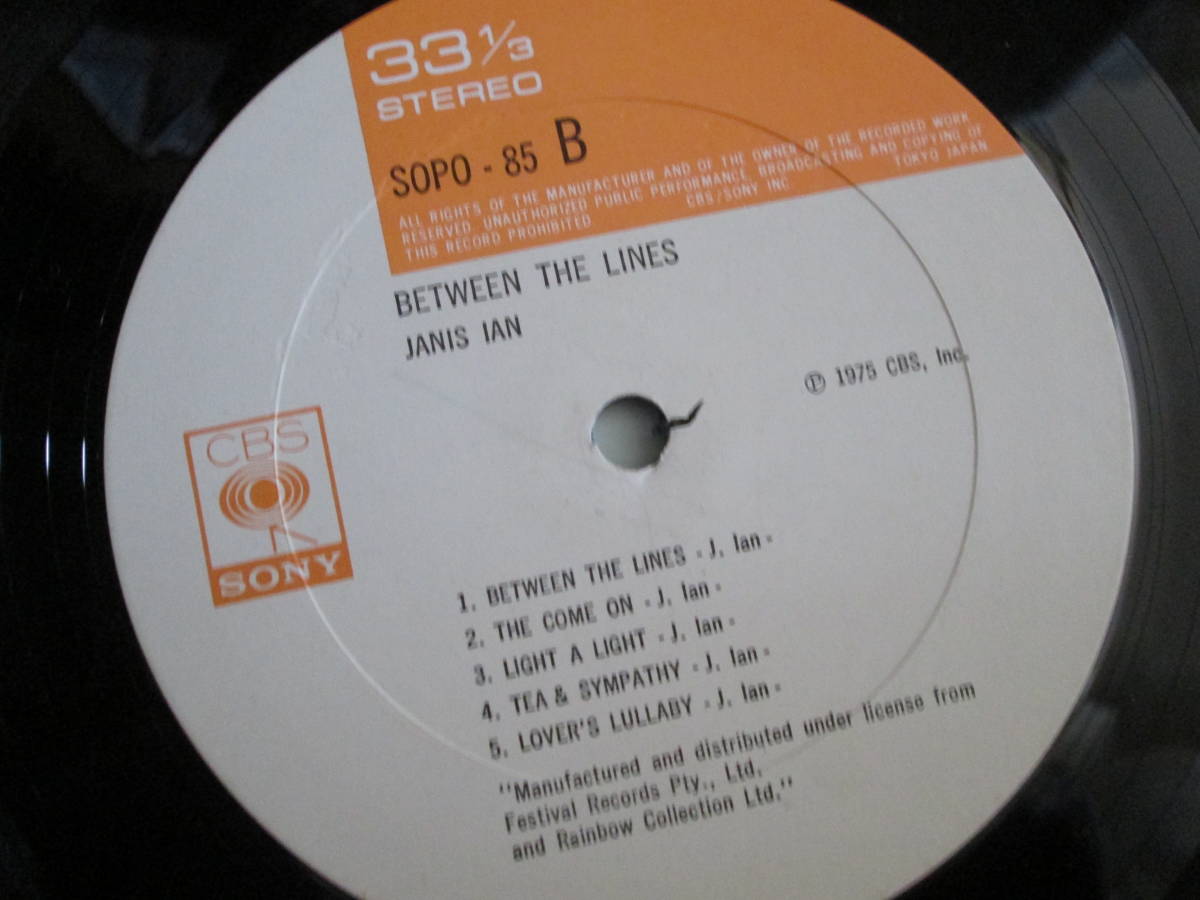 33 1/3
STEREO
SOPO - 85 B
ALL RIGHTS OF THE MANUFACTURER AND OF THE OWNER OF THE RECORDED WORK
RESERVED UNAUTHORIZED PUBLIC PERFORMANCE BROADCASTING AND COPYING OF
THIS RECORD PROHIBITED CBS/SONY INC TOKYO JAPAN
BETWEEN THE LINES
JANIS IAN
Ⓟ 1975 CBS, Inc.
CBS
SONY
1. BETWEEN THE LINES - J. Ian -
2. THE COME ON - J. Ian -
3. LIGHT A LIGHT - J. Ian -
4. TEA & SYMPATHY - J. Ian -
5. LOVER'S LULLABY - J. Ian -
"Manufactured and distributed under license from
Festival Records Pty., Ltd.
and Rainbow Collection Ltd."